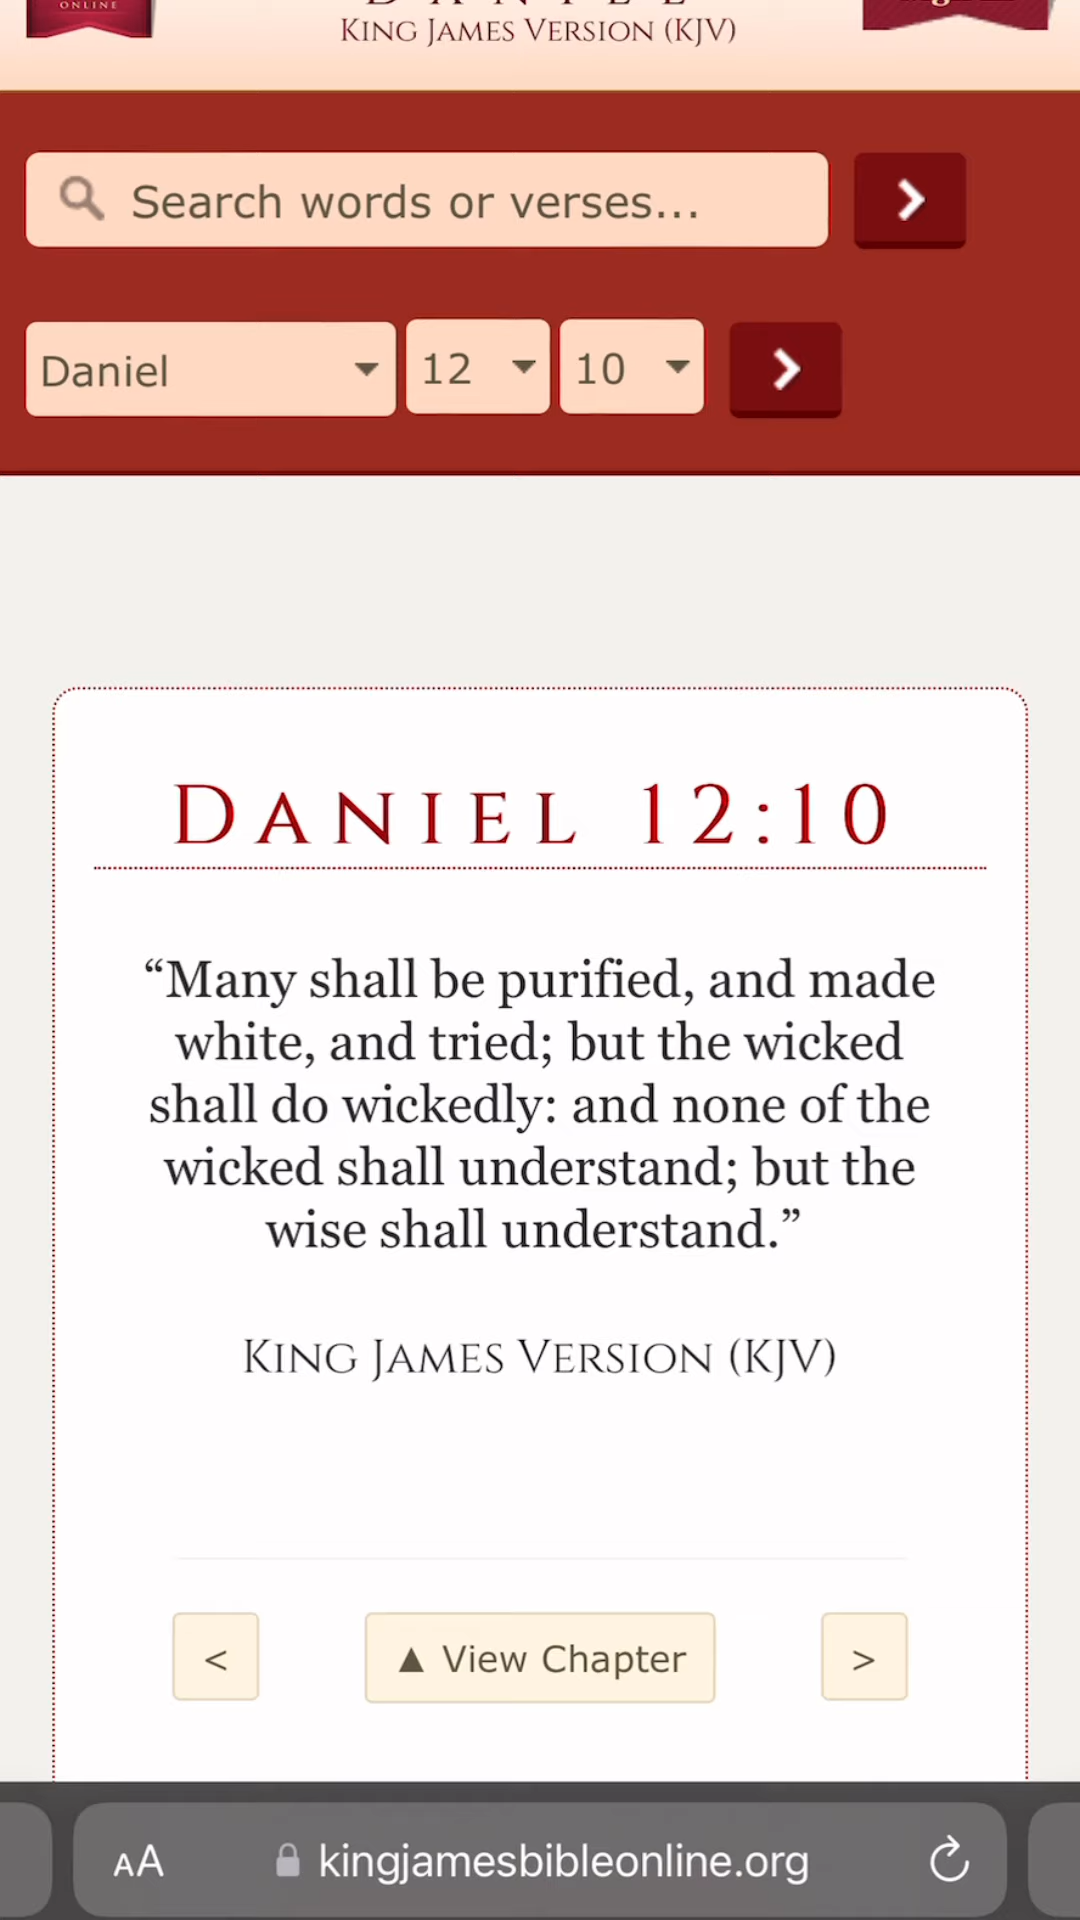 ONLINE
KING JAMES VERSION (KJV)
Search words or verses...
Daniel 12 10
DANIEL 12:10
“Many shall be purified, and made
white, and tried; but the wicked
shall do wickedly: and none of the
wicked shall understand; but the
wise shall understand.”
KING JAMES VERSION (KJV)
< ▲ View Chapter >
AA kingjamesbibleonline.org